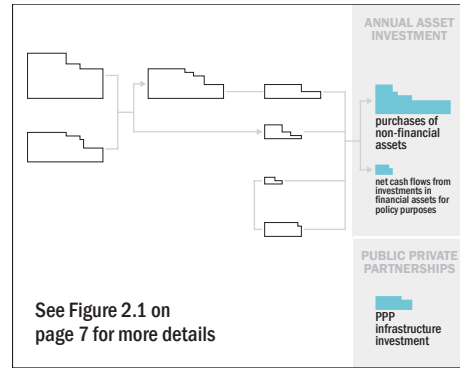 ANNUAL ASSET
INVESTMENT
purchases of
non-financial
assets
net cash flows from
investments in
financial assets for
policy purposes
PUBLIC PRIVATE
PARTNERSHIPS
PPP
infrastructure
investment
See Figure 2.1 on
page 7 for more details